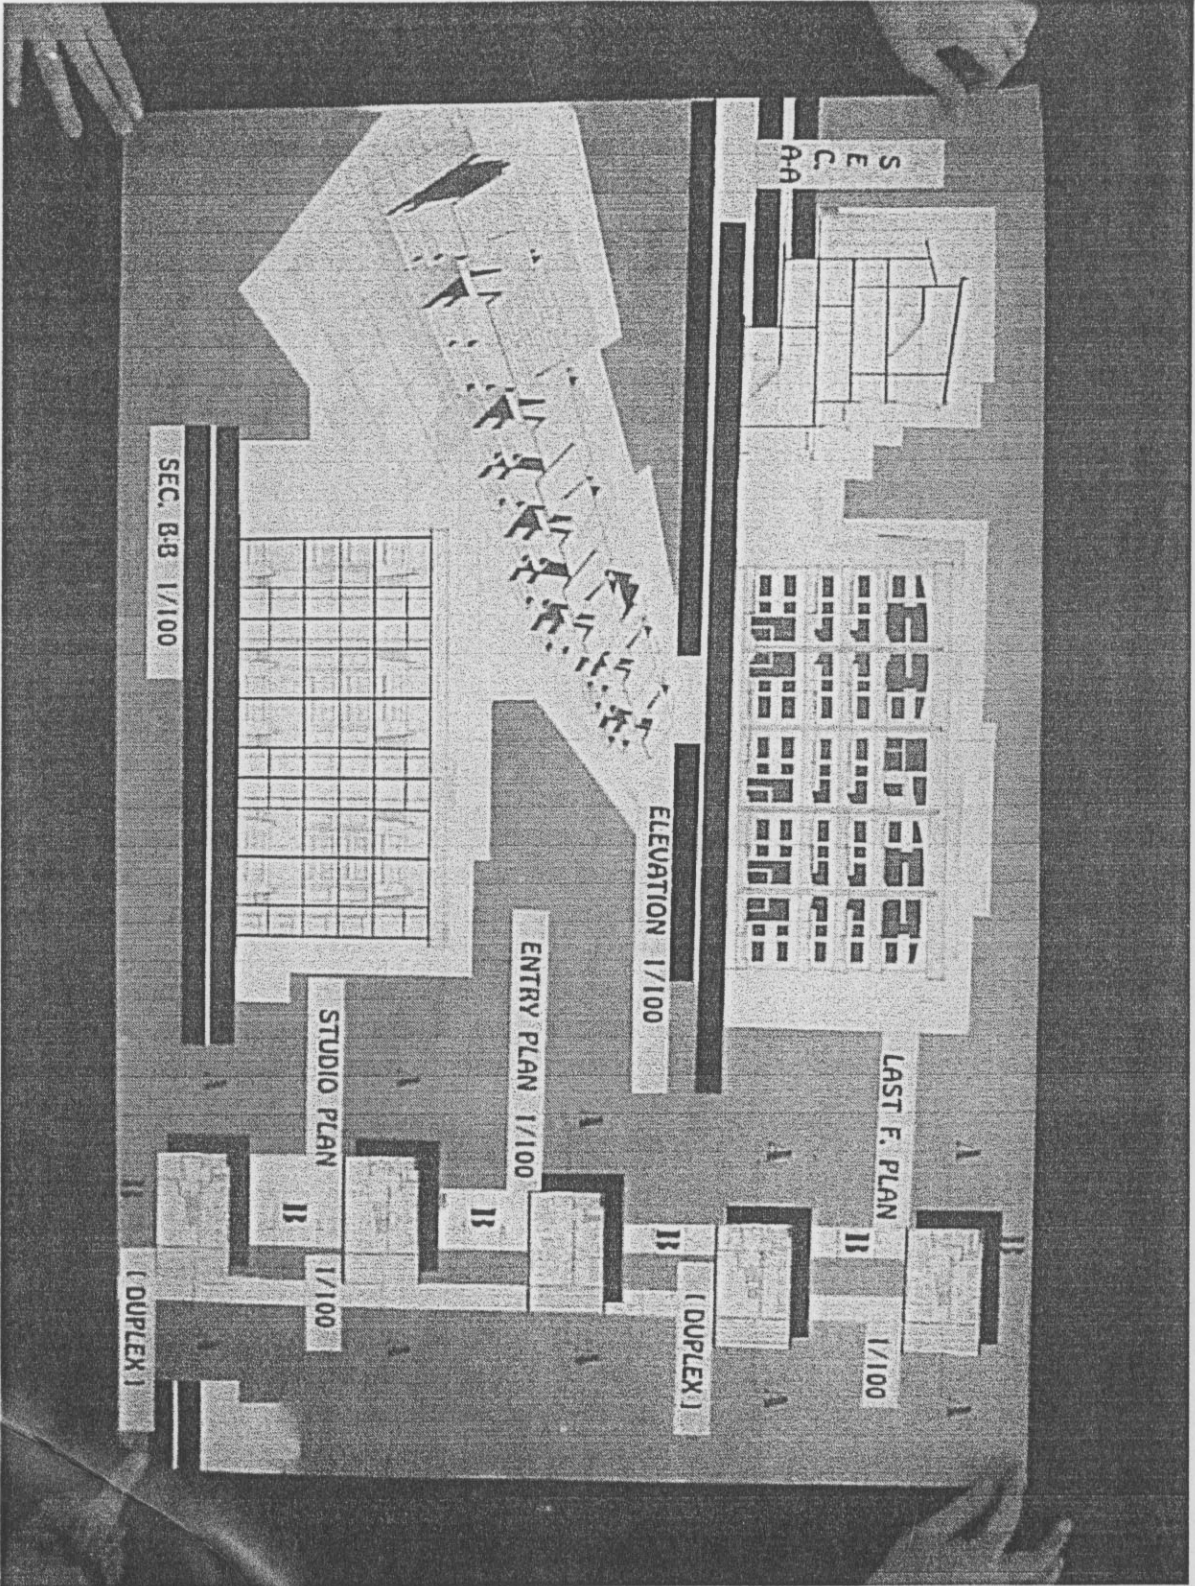 S
E
C.
A-A
B
A A
LAST F. PLAN 1/100
B
A A
(DUPLEX)
B
ELEVATION 1/100
A A
ENTRY PLAN 1/100
B
A A
STUDIO PLAN 1/100
B
A A
SEC. B-B 1/100
B
(DUPLEX)